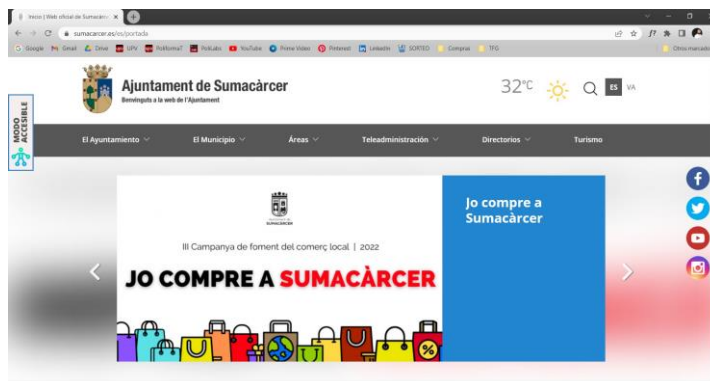 Inicio | Web oficial de Sumacàrcer
sumacarcer.es/es/portada
Google Gmail Drive UPV PoliformaT PoliLabs YouTube Prime Video Pinterest LinkedIn SORTEO Compras TFG Otros marcado
Ajuntament de Sumacàrcer
Benvinguts a la web de l'Ajuntament
32°C ES VA
MODO
ACCESIBLE
El Ayuntamiento El Municipio Áreas Teleadministración Directorios Turismo
Jo compre a
Sumacàrcer
SUMACÀRCER
III Campanya de foment del comerç local | 2022
JO COMPRE A SUMACÀRCER
%